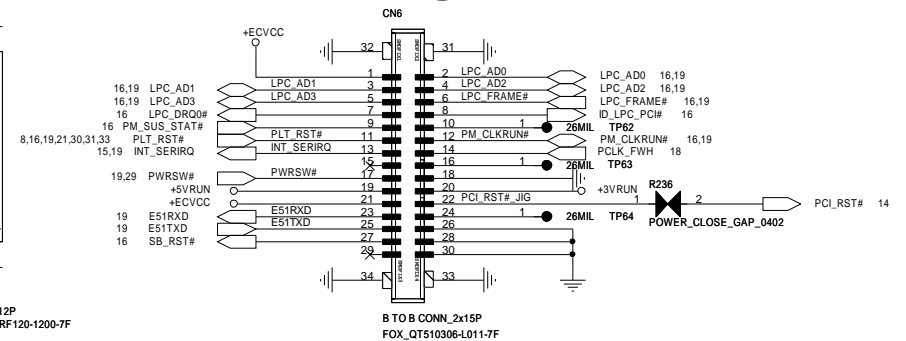 CN6
+ECVCC
32 31
1 2 LPC_AD0 LPC_AD0 16,19
16,19 LPC_AD1 LPC_AD1 3 4 LPC_AD2 LPC_AD2 16,19
16,19 LPC_AD3 LPC_AD3 5 6 LPC_FRAME# LPC_FRAME# 16,19
16 LPC_DRQ0# 7 8 ID_LPC_PCI# 16
16 PM_SUS_STAT# 9 10 1 26MIL TP62
8,16,19,21,30,31,33 PLT_RST# PLT_RST# 11 12 PM_CLKRUN# PM_CLKRUN# 16,19
15,19 INT_SERIRQ INT_SERIRQ 13 14 PCLK_FWH 18
15 16 1 26MIL TP63
19,29 PWRSW# PWRSW# 17 18
+5VRUN 19 20 +3VRUN R236
+ECVCC 21 22 PCI_RST#_JIG 1 2 PCI_RST# 14
19 E51RXD E51RXD 23 24 1 26MIL TP64 POWER_CLOSE_GAP_0402
19 E51TXD E51TXD 25 26
16 SB_RST# 27 28
29 30
34 33
12P
RF120-1200-7F
B TO B CONN_2x15P
FOX_QT510306-L011-7F